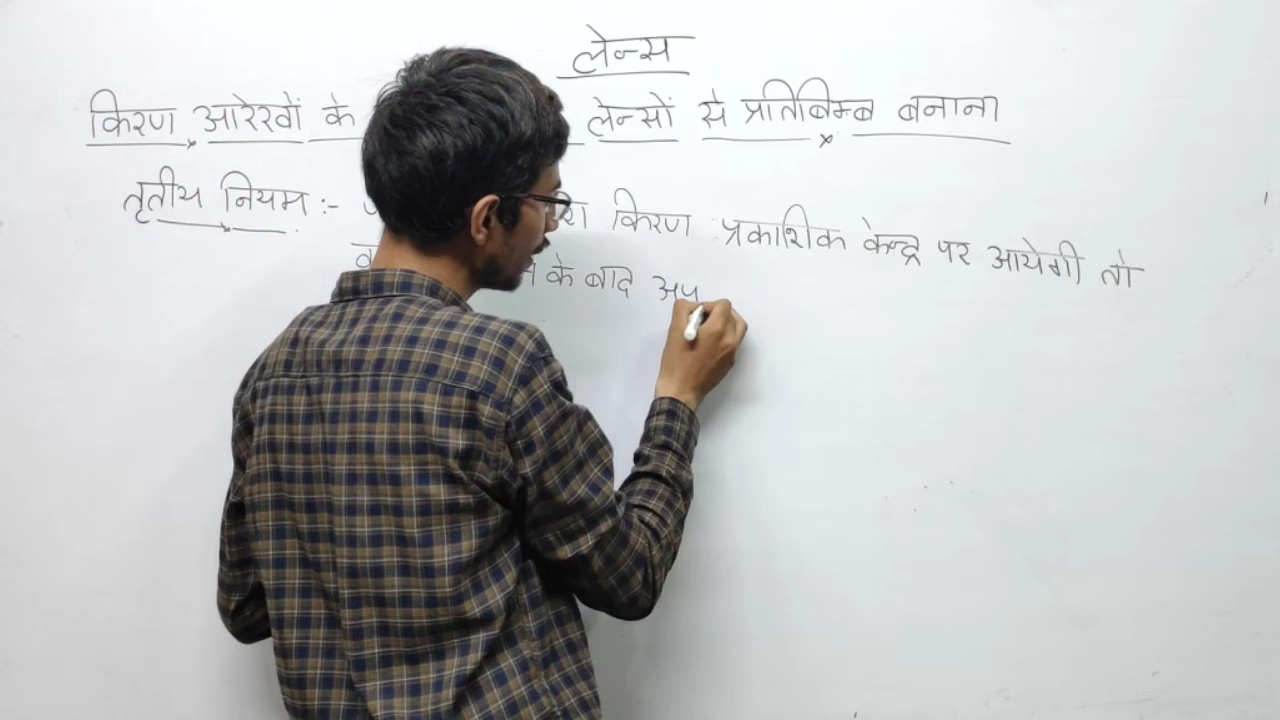 लेन्स
किरण आरेखों के लेन्सों से प्रतिबिम्ब बनाना
तृतीय नियम :- किरण प्रकाशिक केन्द्र पर आयेगी तो
के बाद अप